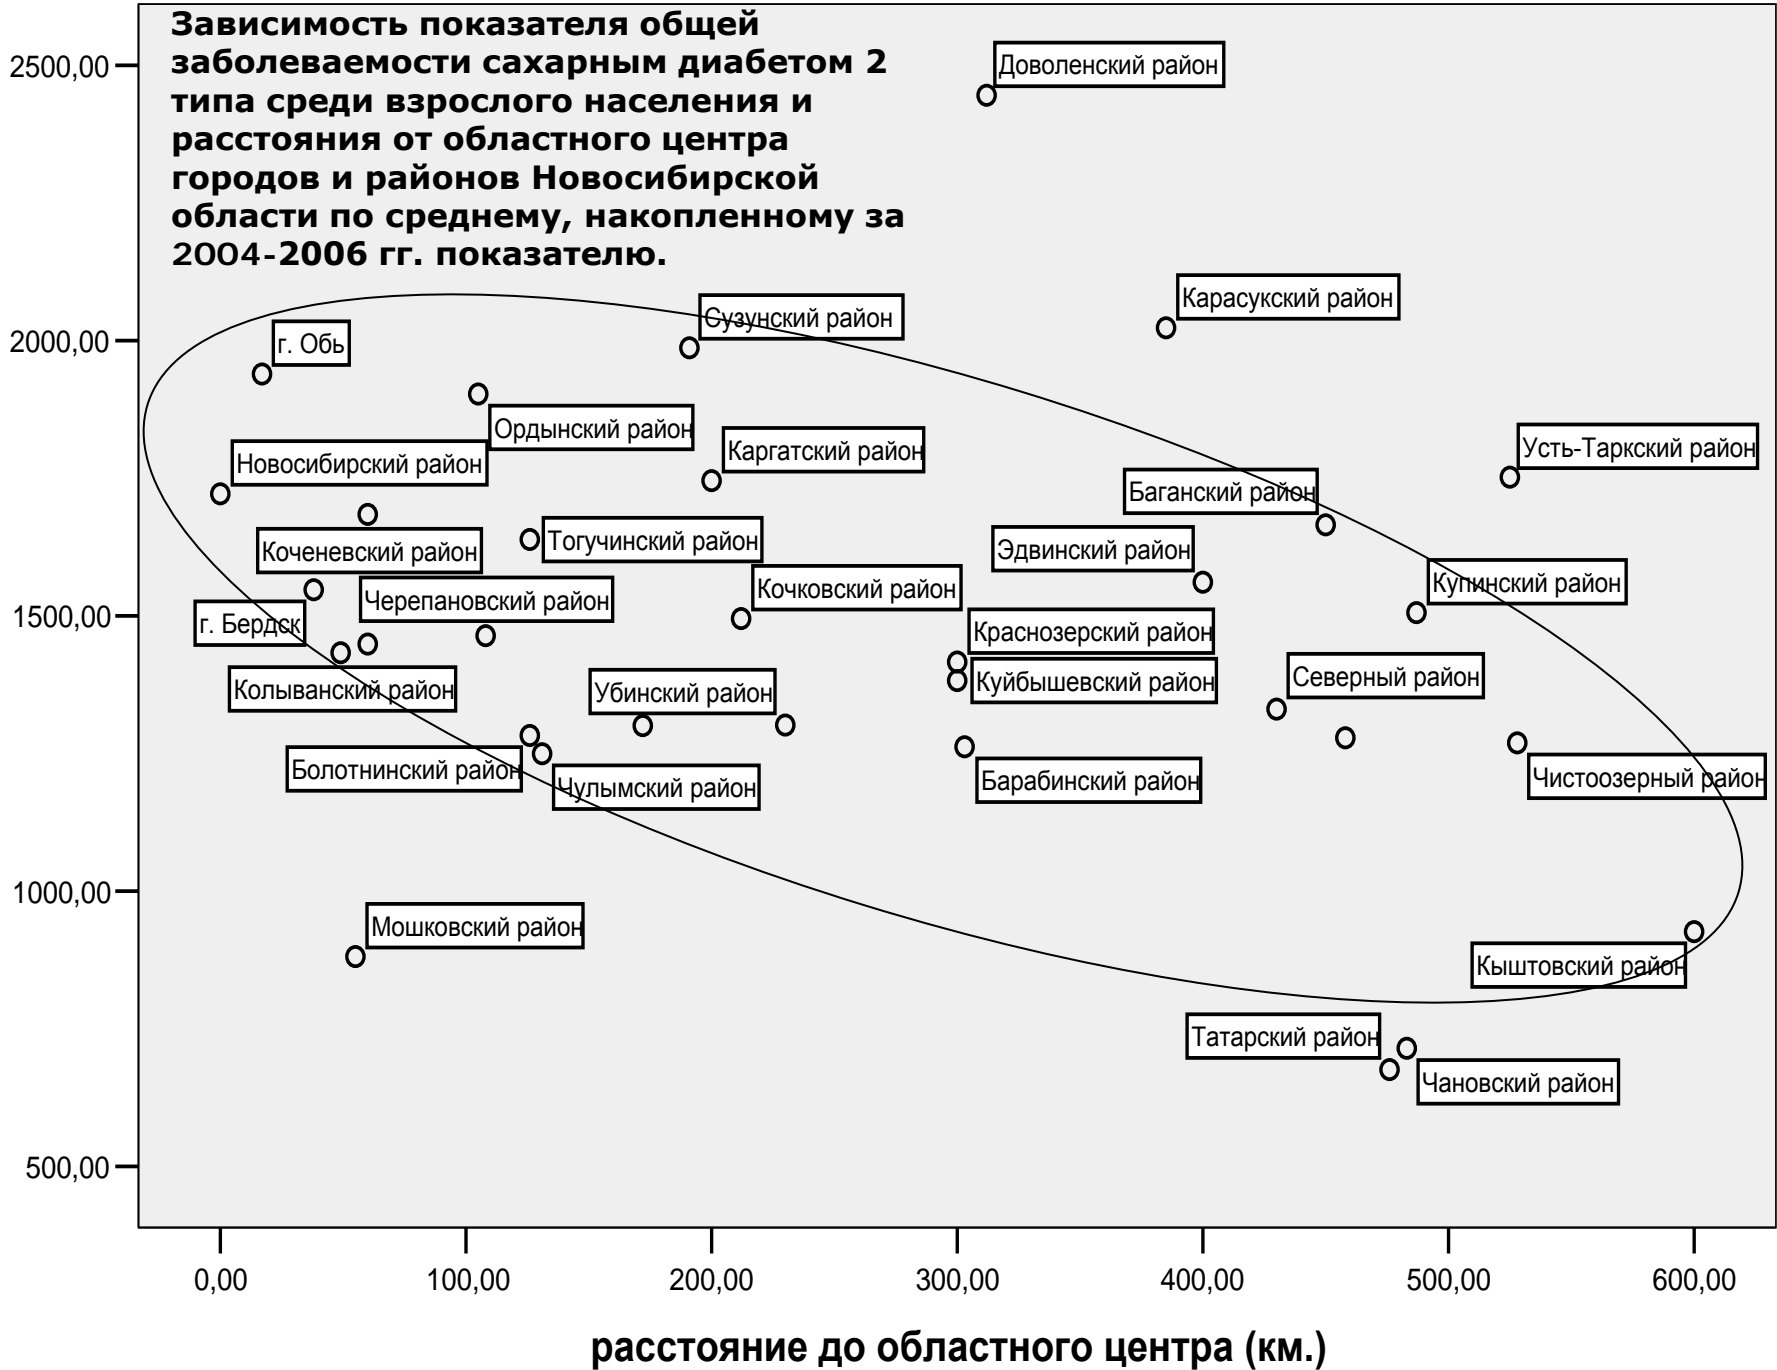 Зависимость показателя общей
заболеваемости сахарным диабетом 2
типа среди взрослого населения и
расстояния от областного центра
городов и районов Новосибирской
области по среднему, накопленному за
2004-2006 гг. показателю.
2500,00
2000,00
1500,00
1000,00
500,00
Доволенский район
Карасукский район
Сузунский район
г. Обь
Ордынский район
Каргатский район
Усть-Таркский район
Новосибирский район
Баганский район
Коченевский район
Тогучинский район
Эдвинский район
Купинский район
Черепановский район
Кочковский район
г. Бердск
Краснозерский район
Колыванский район
Убинский район
Куйбышевский район
Северный район
Болотнинский район
Чулымский район
Барабинский район
Чистоозерный район
Мошковский район
Кыштовский район
Татарский район
Чановский район
0,00
100,00
200,00
300,00
400,00
500,00
600,00
расстояние до областного центра (км.)